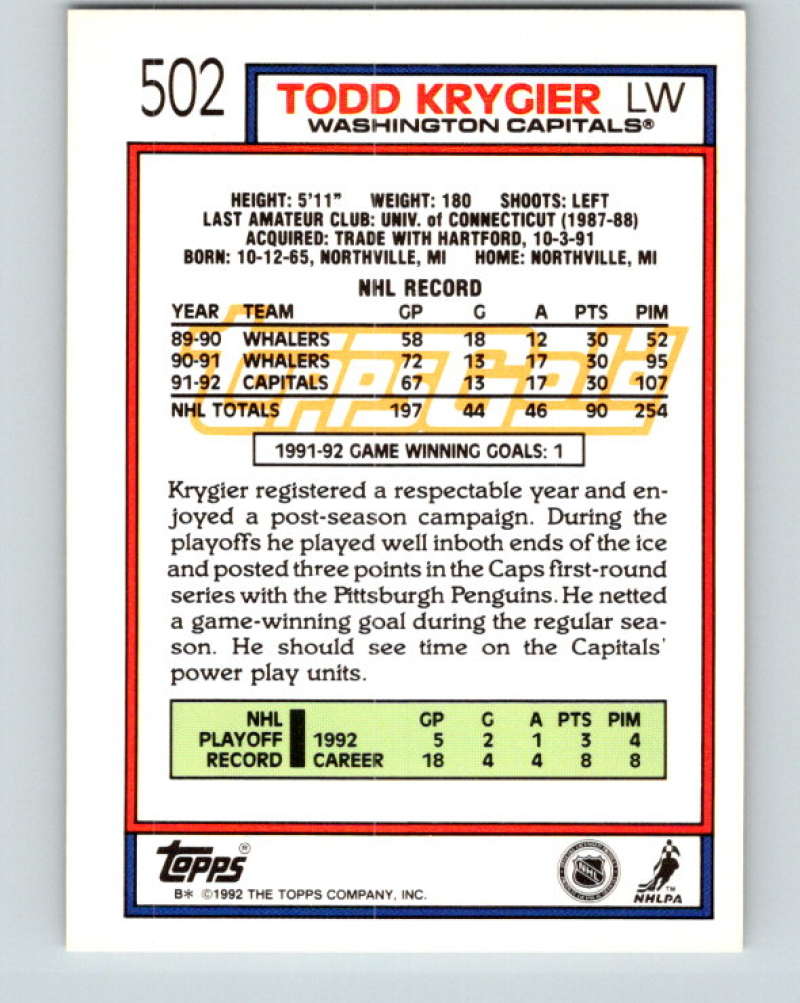 502
TODD KRYGIER LW
WASHINGTON CAPITALS®
HEIGHT: 5'11" WEIGHT: 180 SHOOTS: LEFT
LAST AMATEUR CLUB: UNIV. of CONNECTICUT (1987-88)
ACQUIRED: TRADE WITH HARTFORD, 10-3-91
BORN: 10-12-65, NORTHVILLE, MI HOME: NORTHVILLE, MI
NHL RECORD
YEAR TEAM GP G A PTS PIM
89-90 WHALERS 58 18 12 30 52
90-91 WHALERS 72 13 17 30 95
91-92 CAPITALS 67 13 17 30 107
NHL TOTALS 197 44 46 90 254
ToppsGold
1991-92 GAME WINNING GOALS: 1
Krygier registered a respectable year and en-
joyed a post-season campaign. During the
playoffs he played well inboth ends of the ice
and posted three points in the Caps first-round
series with the Pittsburgh Penguins. He netted
a game-winning goal during the regular sea-
son. He should see time on the Capitals'
power play units.
NHL GP G A PTS PIM
PLAYOFF 1992 5 2 1 3 4
RECORD CAREER 18 4 4 8 8
Topps®
B* ©1992 THE TOPPS COMPANY, INC.
NHL
™
NHLPA